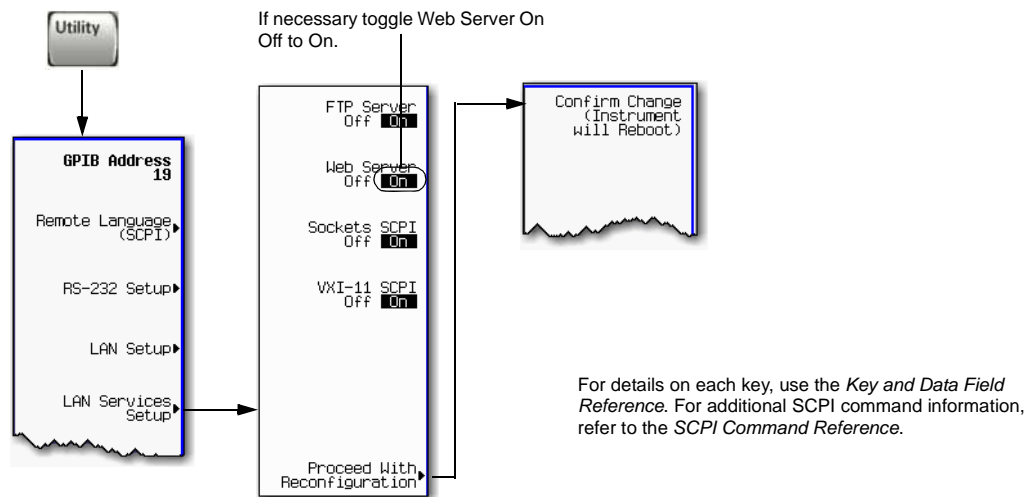 Utility
If necessary toggle Web Server On
Off to On.
GPIB Address
19
Remote Language
(SCPI)
RS-232 Setup
LAN Setup
LAN Services
Setup
FTP Server
Off On
Web Server
Off On
Sockets SCPI
Off On
VXI-11 SCPI
Off On
Proceed With
Reconfiguration
Confirm Change
(Instrument
will Reboot)
For details on each key, use the Key and Data Field
Reference. For additional SCPI command information,
refer to the SCPI Command Reference.